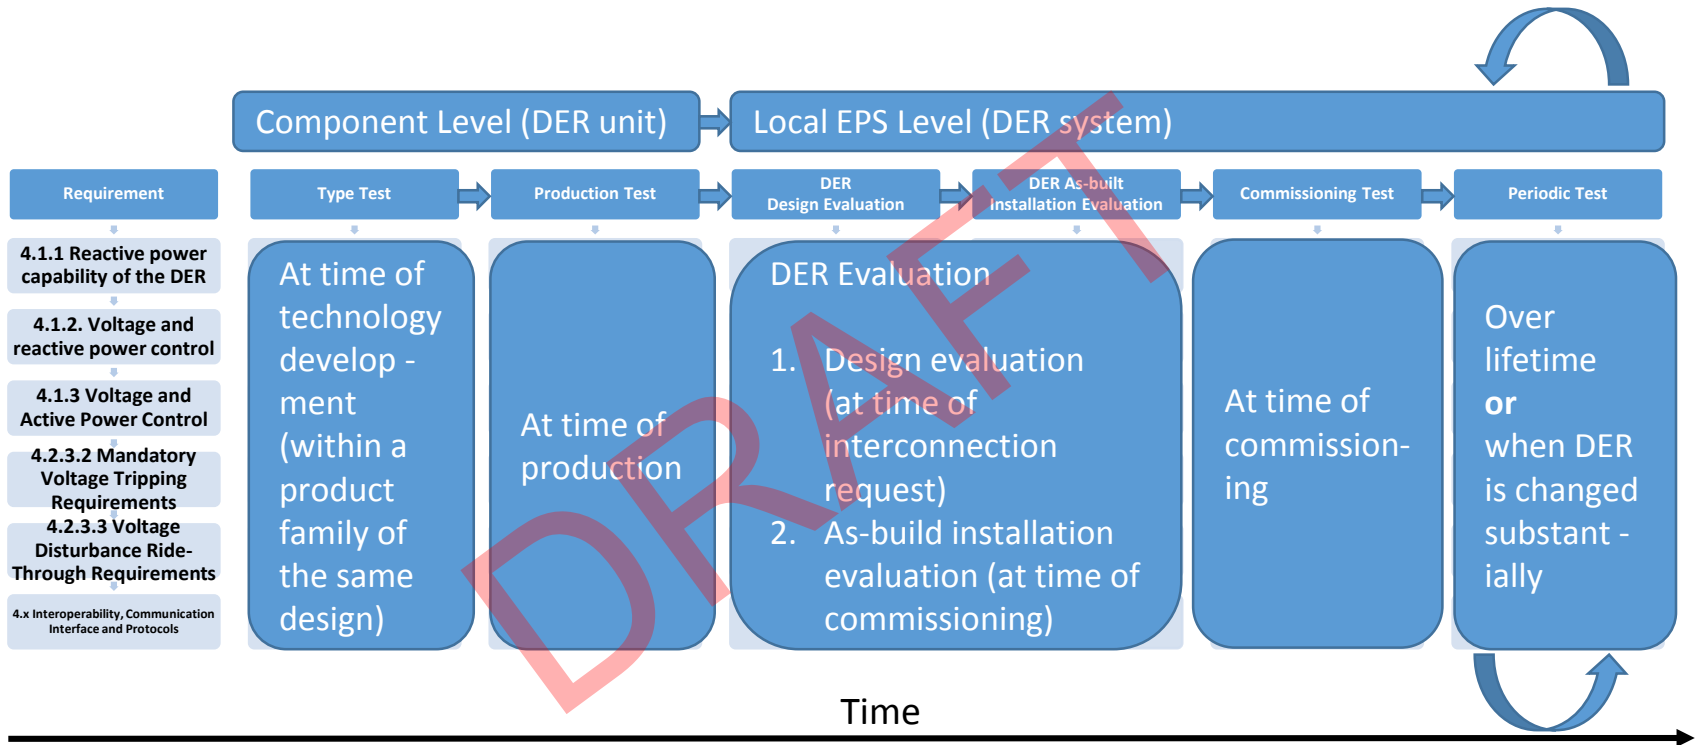 Component Level (DER unit)
Local EPS Level (DER system)
Requirement
Type Test
Production Test
DER
Design Evaluation
DER As-built
Installation Evaluation
Commissioning Test
Periodic Test
4.1.1 Reactive power
capability of the DER
4.1.2. Voltage and
reactive power control
4.1.3 Voltage and
Active Power Control
4.2.3.2 Mandatory
Voltage Tripping
Requirements
4.2.3.3 Voltage
Disturbance Ride-
Through Requirements
4.x Interoperability, Communication
Interface and Protocols
At time of
technology
develop -
ment
(within a
product
family of
the same
design)
At time of
production
DER Evaluation
1. Design evaluation
(at time of
interconnection
request)
2. As-build installation
evaluation (at time of
commissioning)
At time of
commission-
ing
Over
lifetime
or
when DER
is changed
substant -
ially
DRAFT
Time